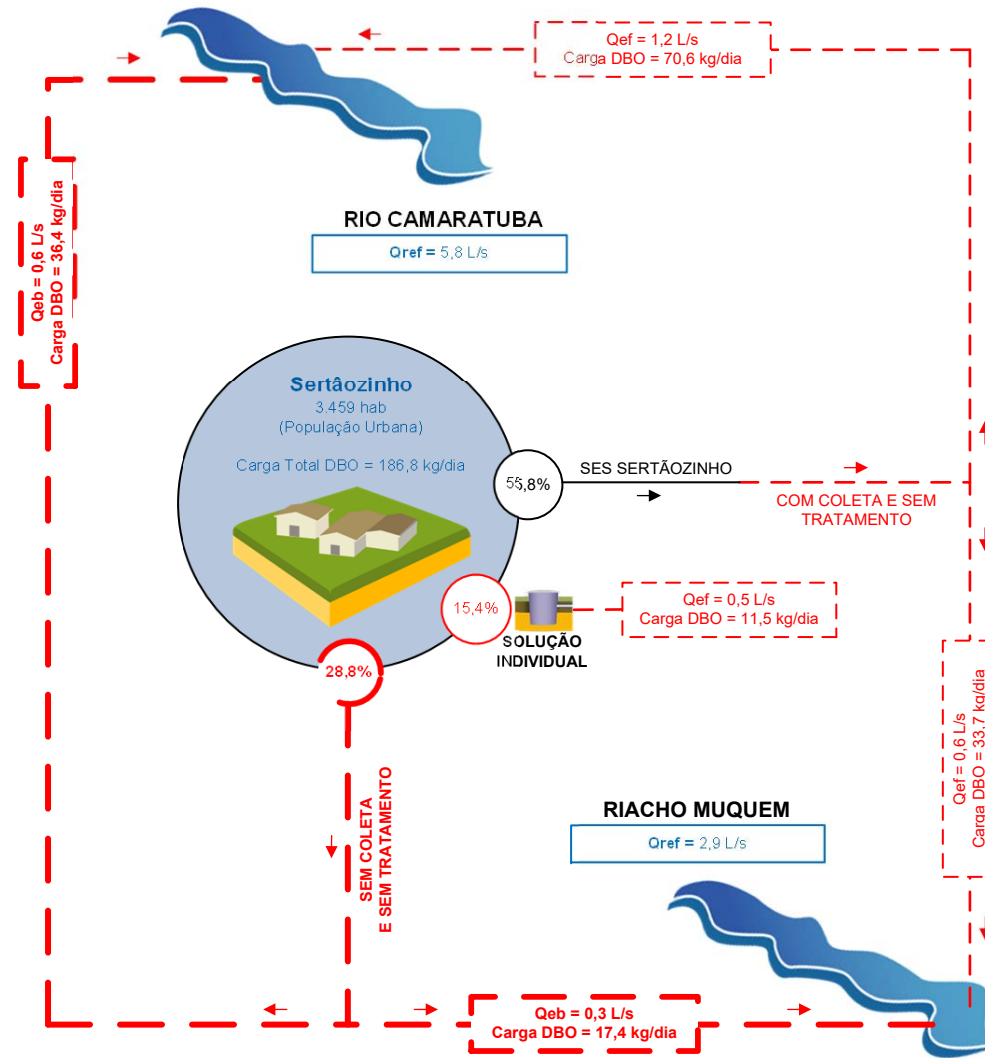 Qef = 1,2 L/s
Carga DBO = 70,6 kg/dia
Qeb = 0,6 L/s
Carga DBO = 36,4 kg/dia
RIO CAMARATUBA
Qref = 5,8 L/s
Sertãozinho
3.459 hab
(População Urbana)
Carga Total DBO = 186,8 kg/dia
55,8%
SES SERTÃOZINHO
COM COLETA E SEM
TRATAMENTO
15,4%
SOLUÇÃO
INDIVIDUAL
Qef = 0,5 L/s
Carga DBO = 11,5 kg/dia
28,8%
SEM COLETA
E SEM TRATAMENTO
Qef = 0,6 L/s
Carga DBO = 33,7 kg/dia
RIACHO MUQUEM
Qref = 2,9 L/s
Qeb = 0,3 L/s
Carga DBO = 17,4 kg/dia